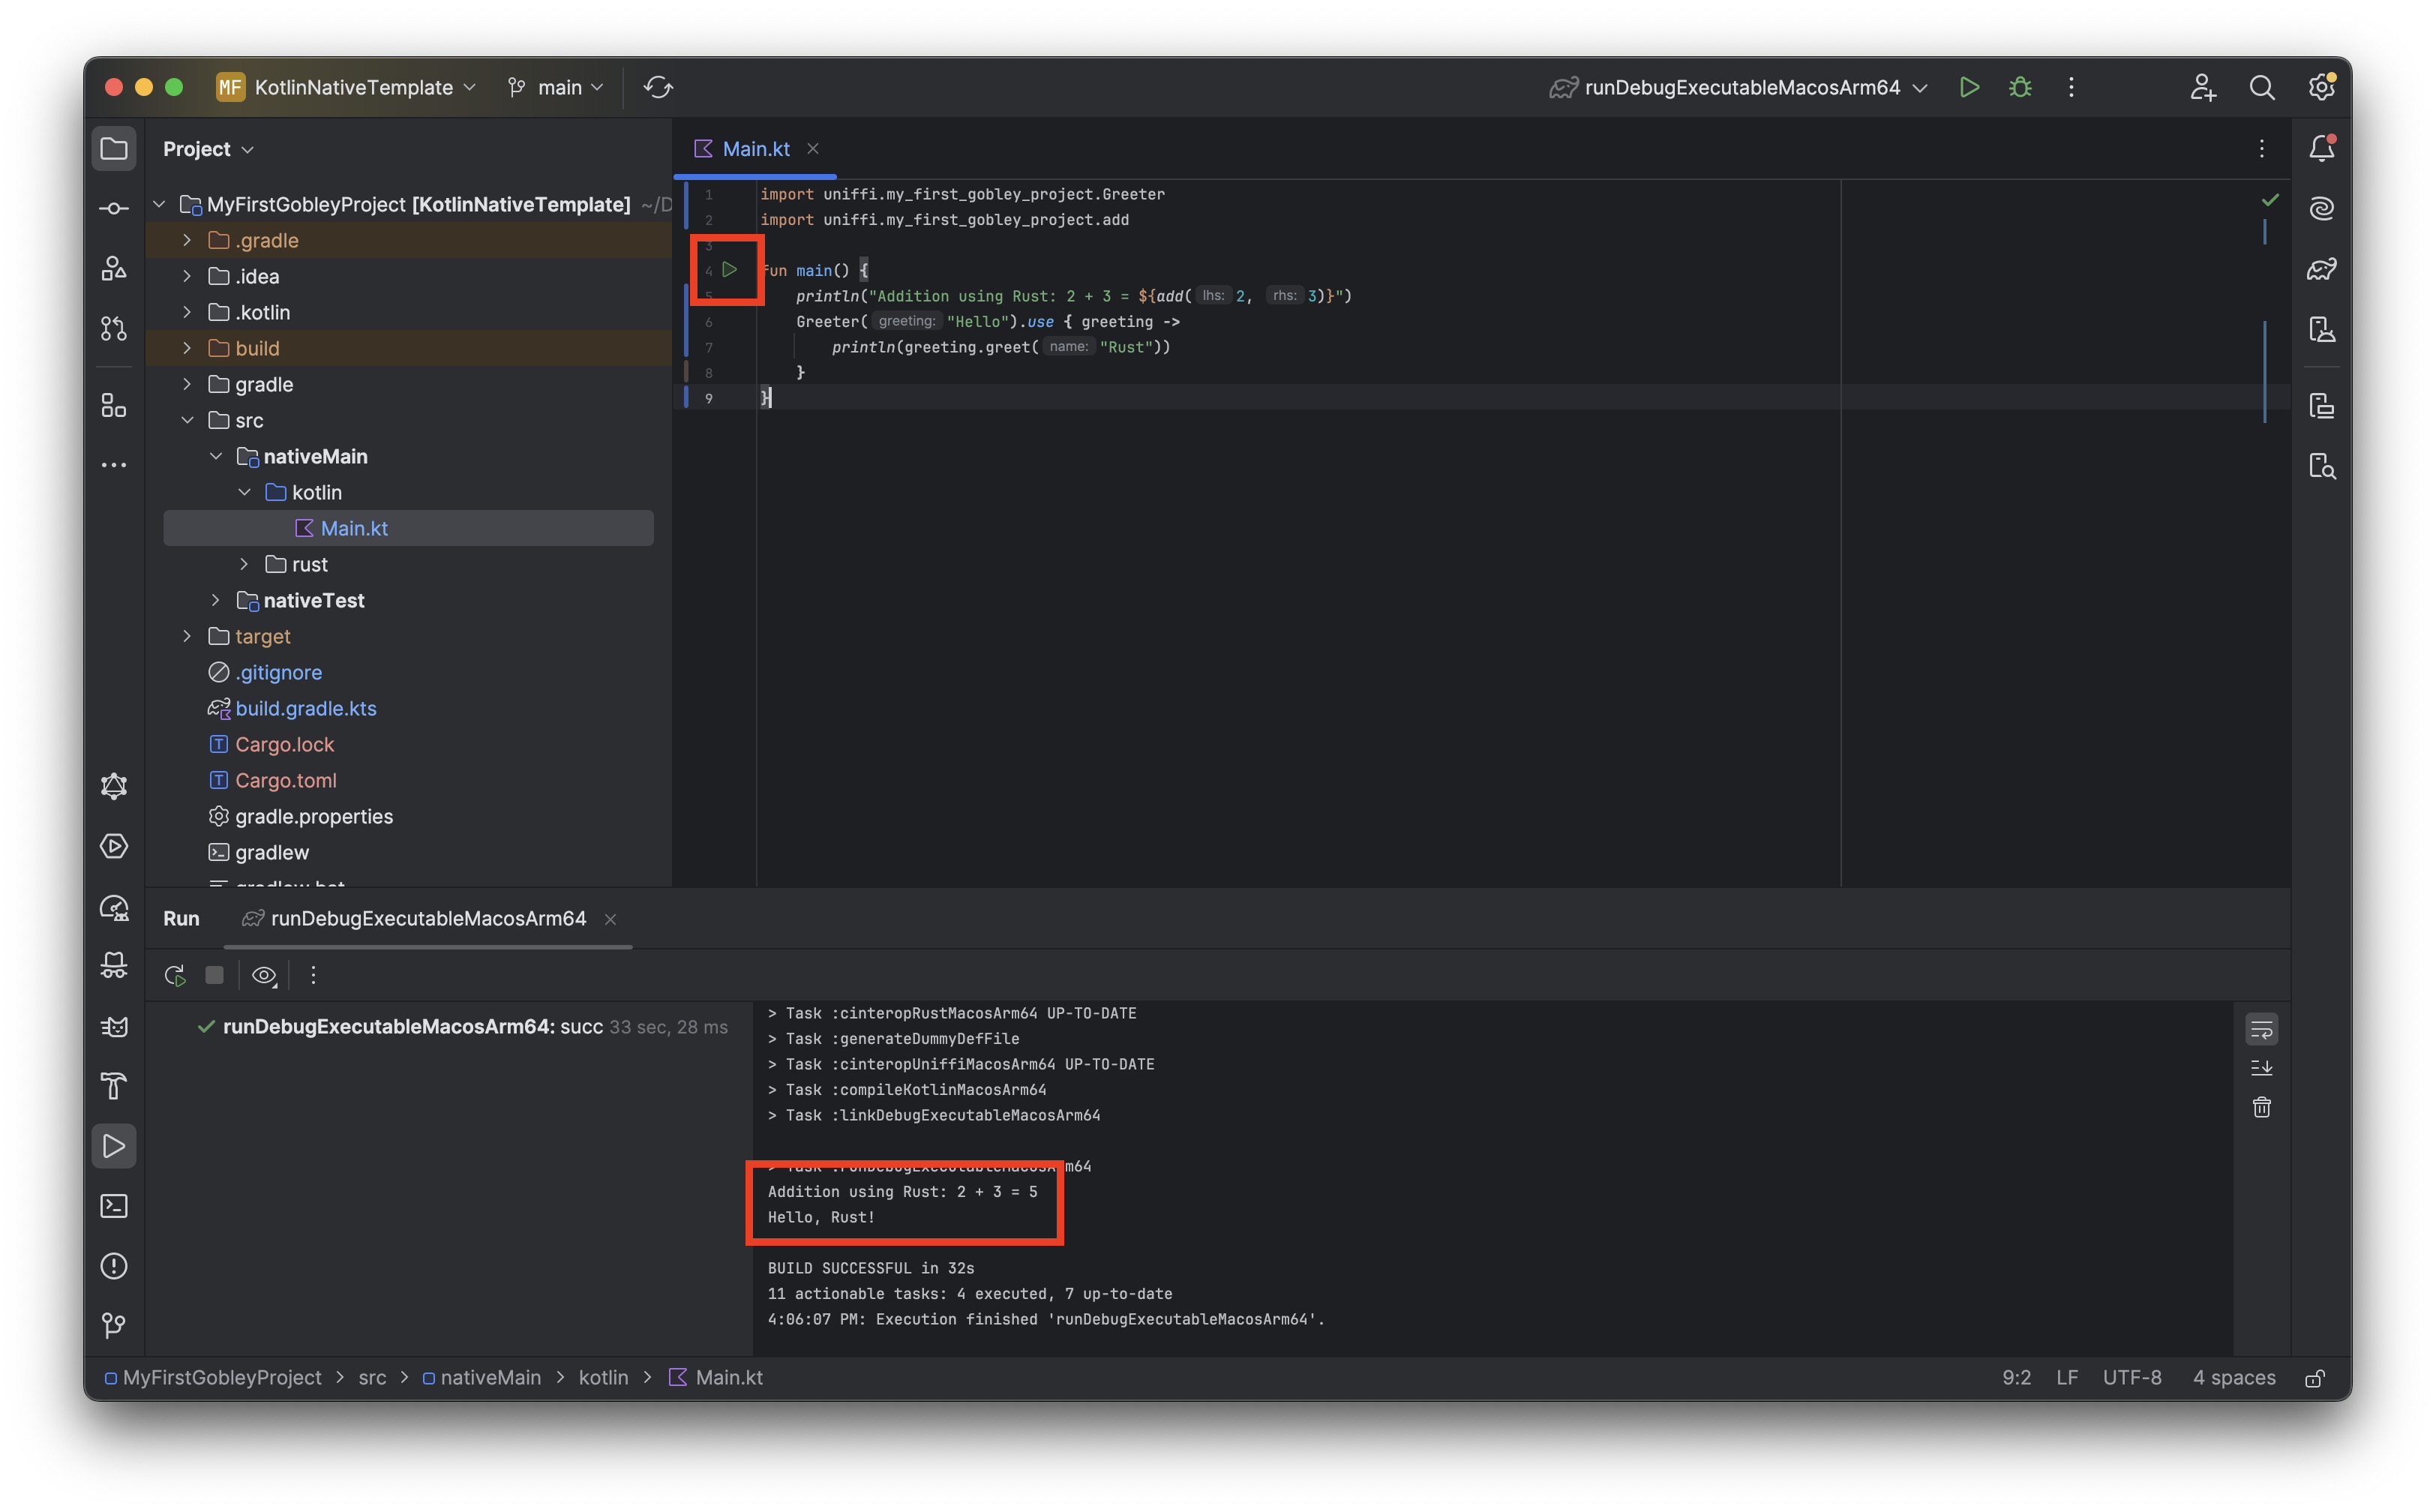 MF KotlinNativeTemplate main runDebugExecutableMacosArm64
Project
Main.kt
MyFirstGobleyProject [KotlinNativeTemplate] ~/D
.gradle
.idea
.kotlin
build
gradle
src
nativeMain
kotlin
Main.kt
rust
nativeTest
target
.gitignore
build.gradle.kts
Cargo.lock
Cargo.toml
gradle.properties
gradlew
1 import uniffi.my_first_gobley_project.Greeter
2 import uniffi.my_first_gobley_project.add
3
4 fun main() {
5 println("Addition using Rust: 2 + 3 = ${add( lhs: 2, rhs: 3)}")
6 Greeter( greeting: "Hello").use { greeting ->
7 println(greeting.greet( name: "Rust"))
8 }
9 }
Run runDebugExecutableMacosArm64
runDebugExecutableMacosArm64: succ 33 sec, 28 ms
> Task :cinteropRustMacosArm64 UP-TO-DATE
> Task :generateDummyDefFile
> Task :cinteropUniffiMacosArm64 UP-TO-DATE
> Task :compileKotlinMacosArm64
> Task :linkDebugExecutableMacosArm64
> Task :runDebugExecutableMacosArm64
Addition using Rust: 2 + 3 = 5
Hello, Rust!
BUILD SUCCESSFUL in 32s
11 actionable tasks: 4 executed, 7 up-to-date
4:06:07 PM: Execution finished 'runDebugExecutableMacosArm64'.
MyFirstGobleyProject > src > nativeMain > kotlin > Main.kt 9:2 LF UTF-8 4 spaces